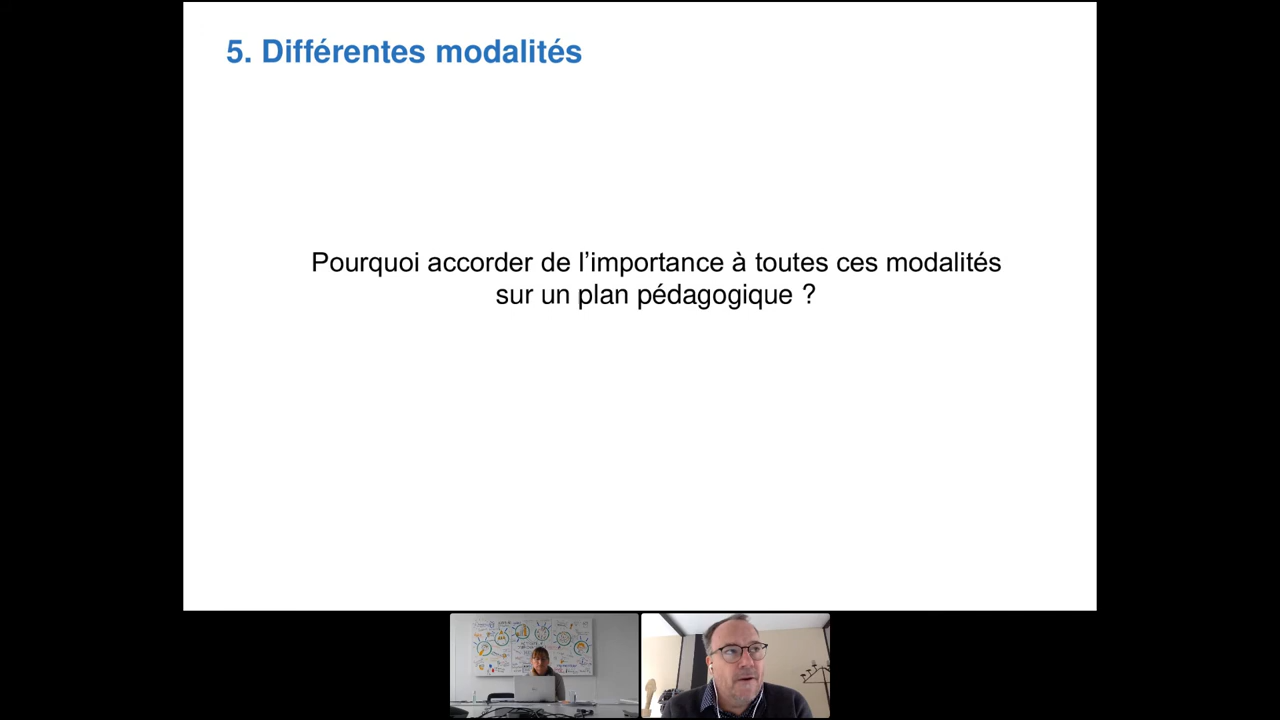 5. Différentes modalités
Pourquoi accorder de l’importance à toutes ces modalités
sur un plan pédagogique ?